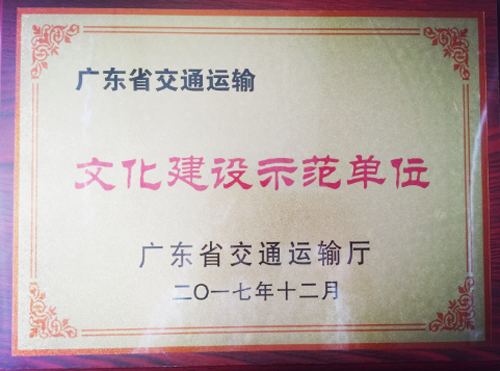 广东省交通运输
文化建设示范单位
广东省交通运输厅
二〇一七年十二月